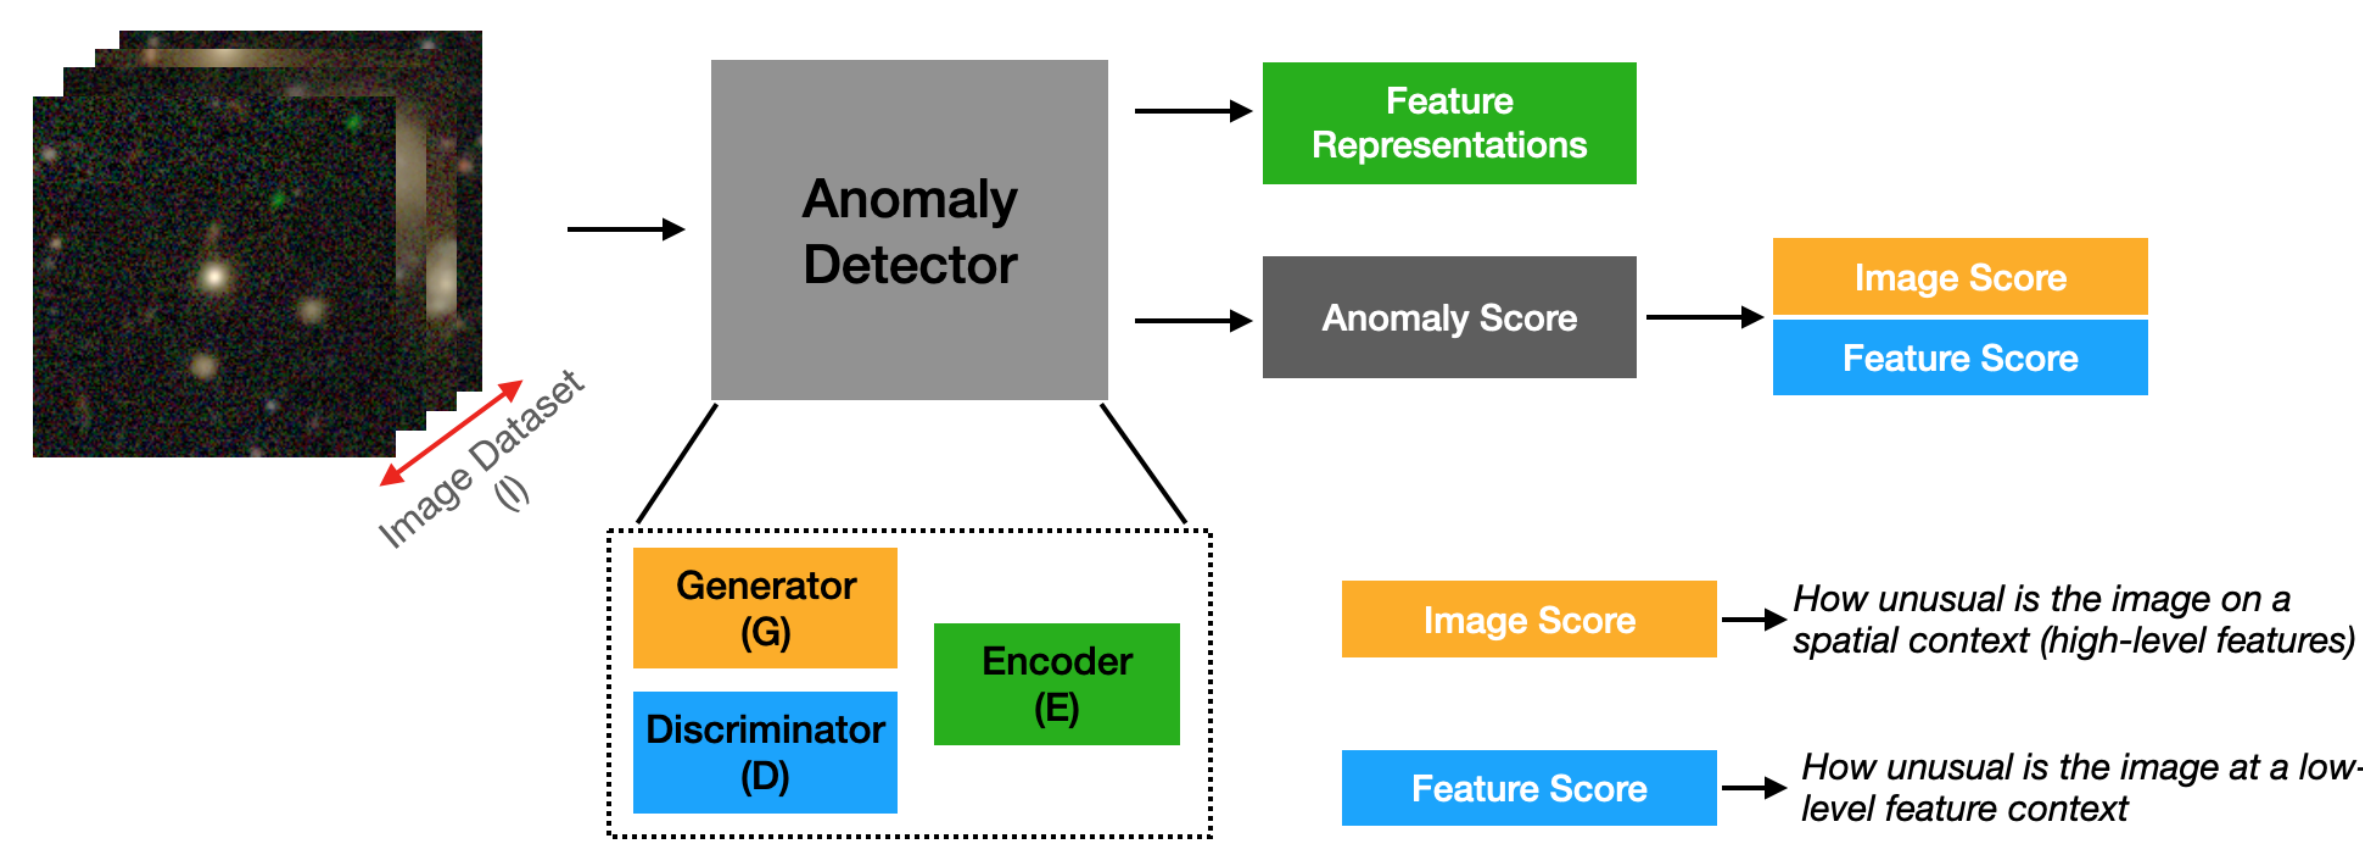 Image Dataset
(I)
Anomaly
Detector
Feature
Representations
Anomaly Score
Image Score
Feature Score
Generator
(G)
Discriminator
(D)
Encoder
(E)
Image Score
How unusual is the image on a
spatial context (high-level features)
Feature Score
How unusual is the image at a low-
level feature context